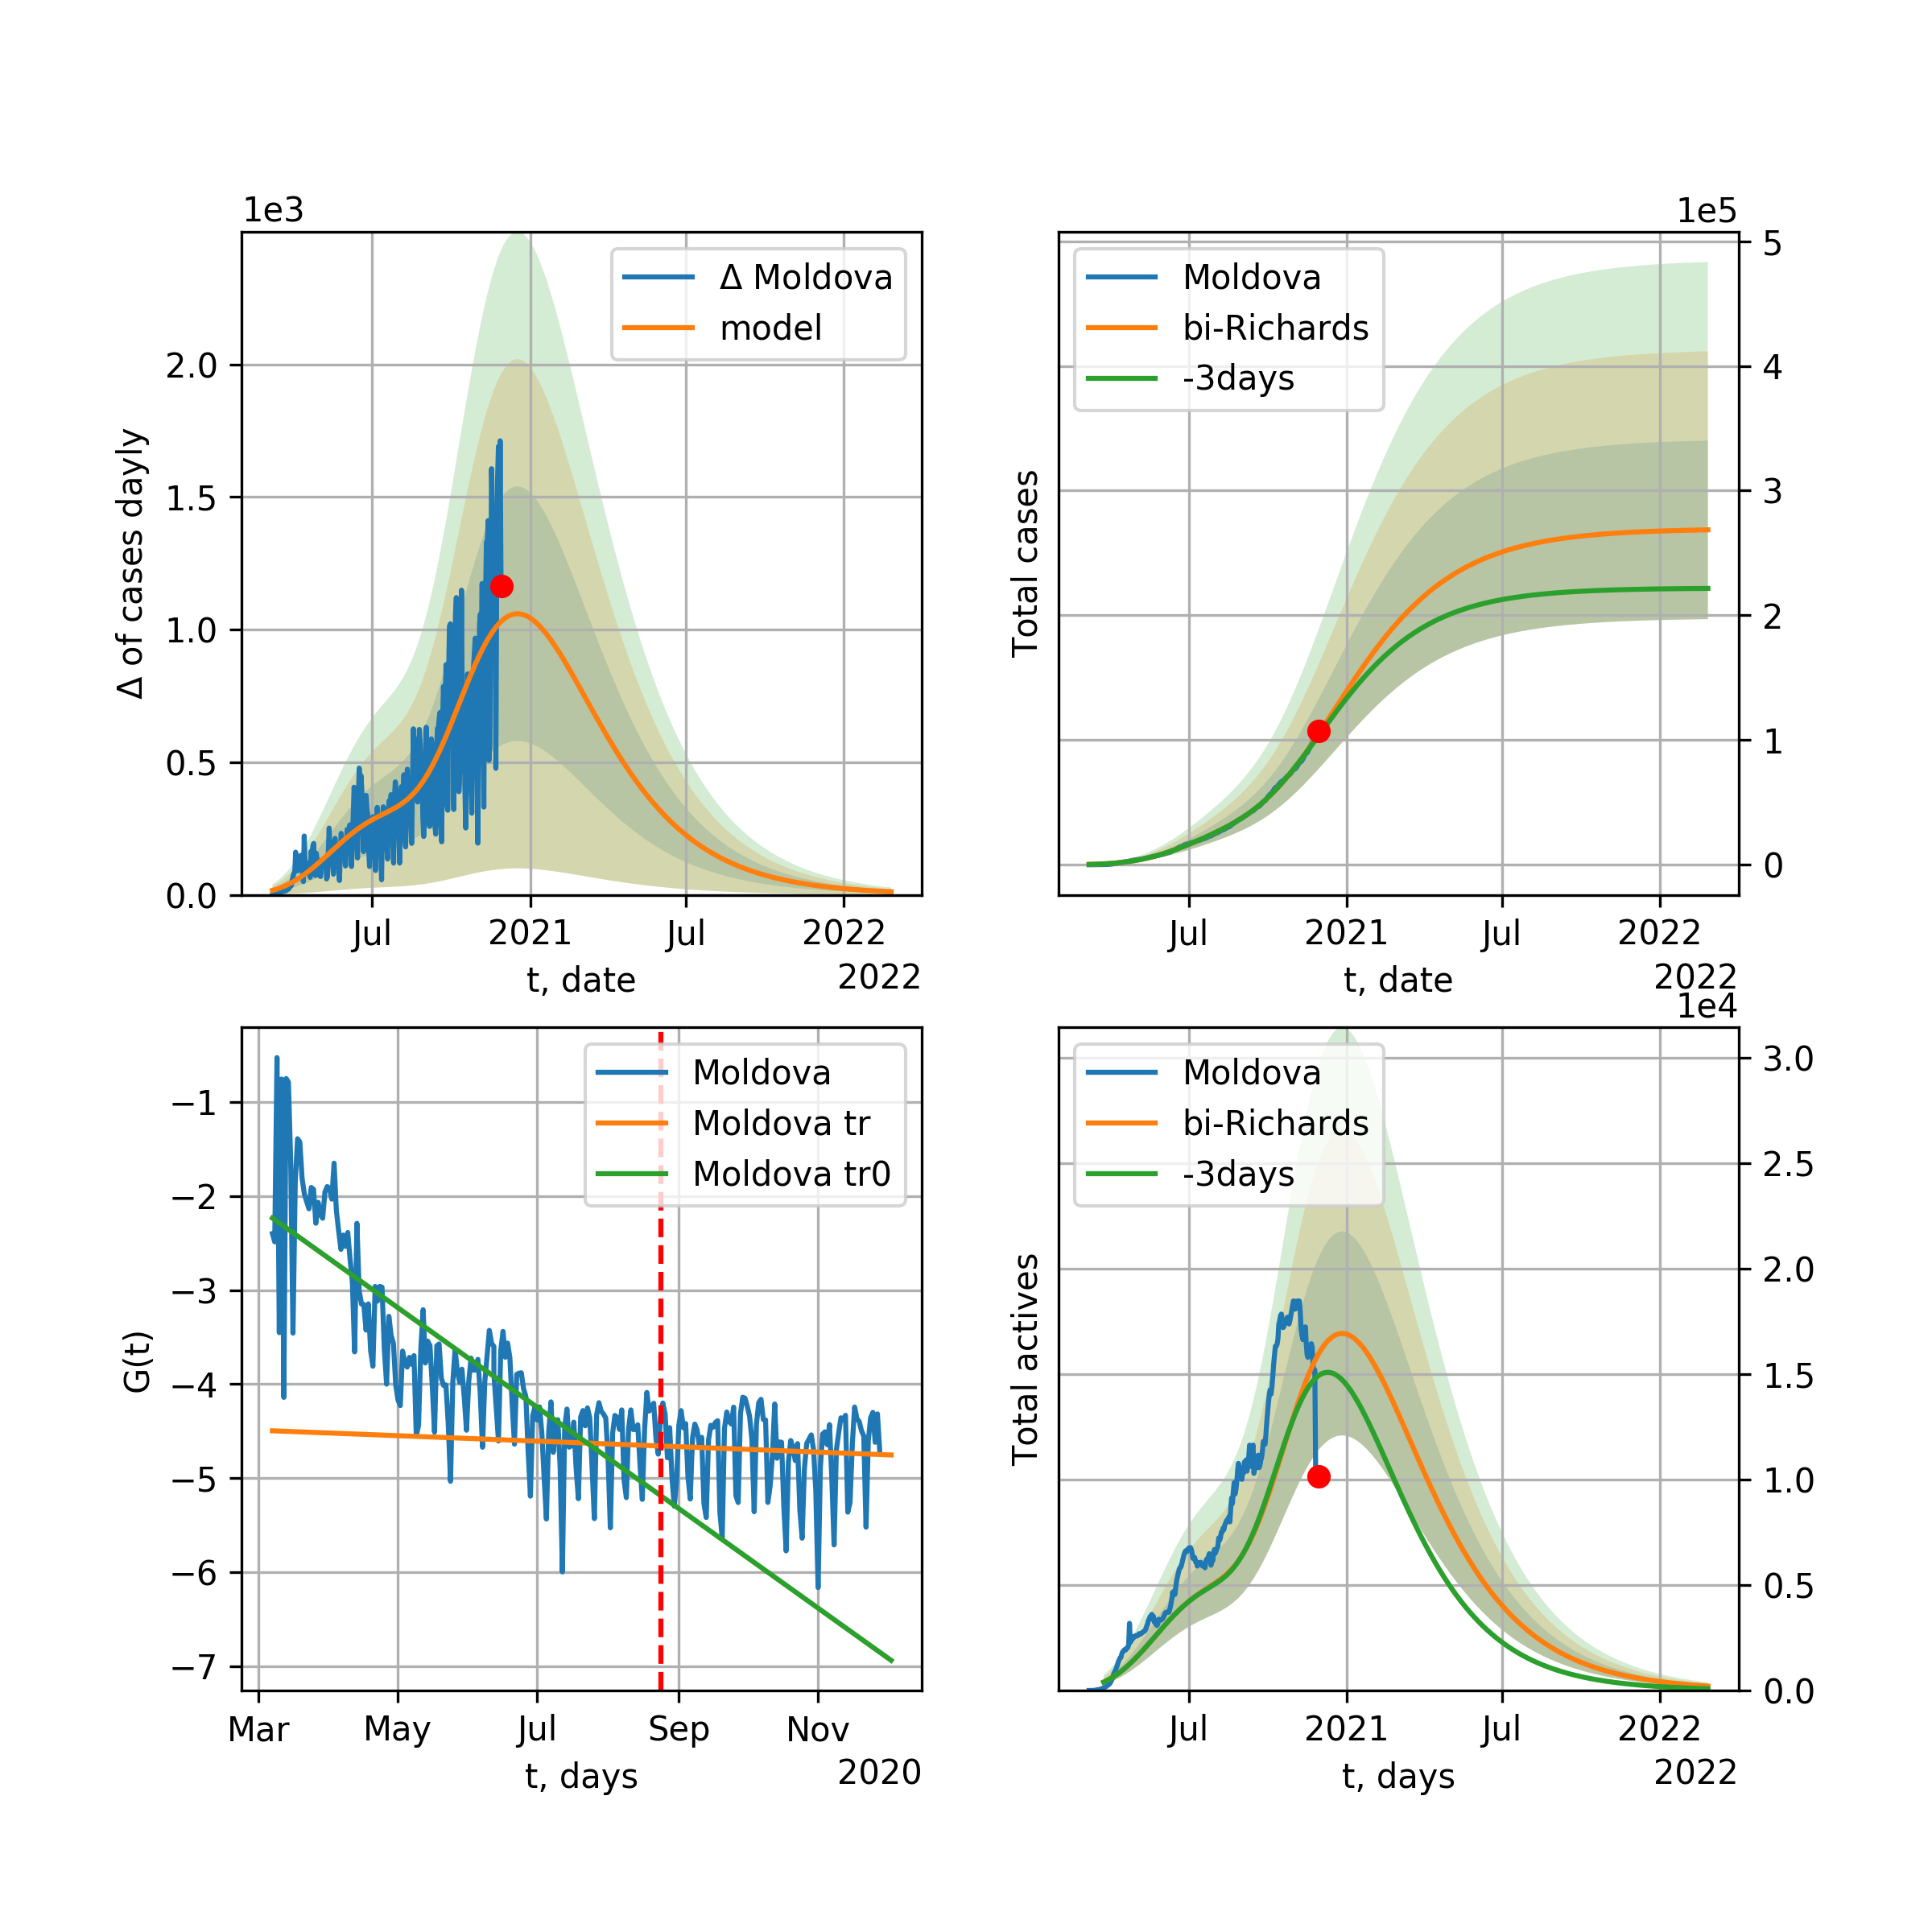 1e3
Δ of cases dayly
2.0
1.5
1.0
0.5
0.0
Δ Moldova
model
Jul 2021 Jul 2022
t, date
2022
1e5
Total cases
Moldova
bi-Richards
-3days
5
4
3
2
1
0
Jul 2021 Jul 2022
t, date
2022
G(t)
−1
−2
−3
−4
−5
−6
−7
Moldova
Moldova tr
Moldova tr0
Mar May Jul Sep Nov
t, days
2020
1e4
Total actives
Moldova
bi-Richards
-3days
3.0
2.5
2.0
1.5
1.0
0.5
0.0
Jul 2021 Jul 2022
t, days
2022